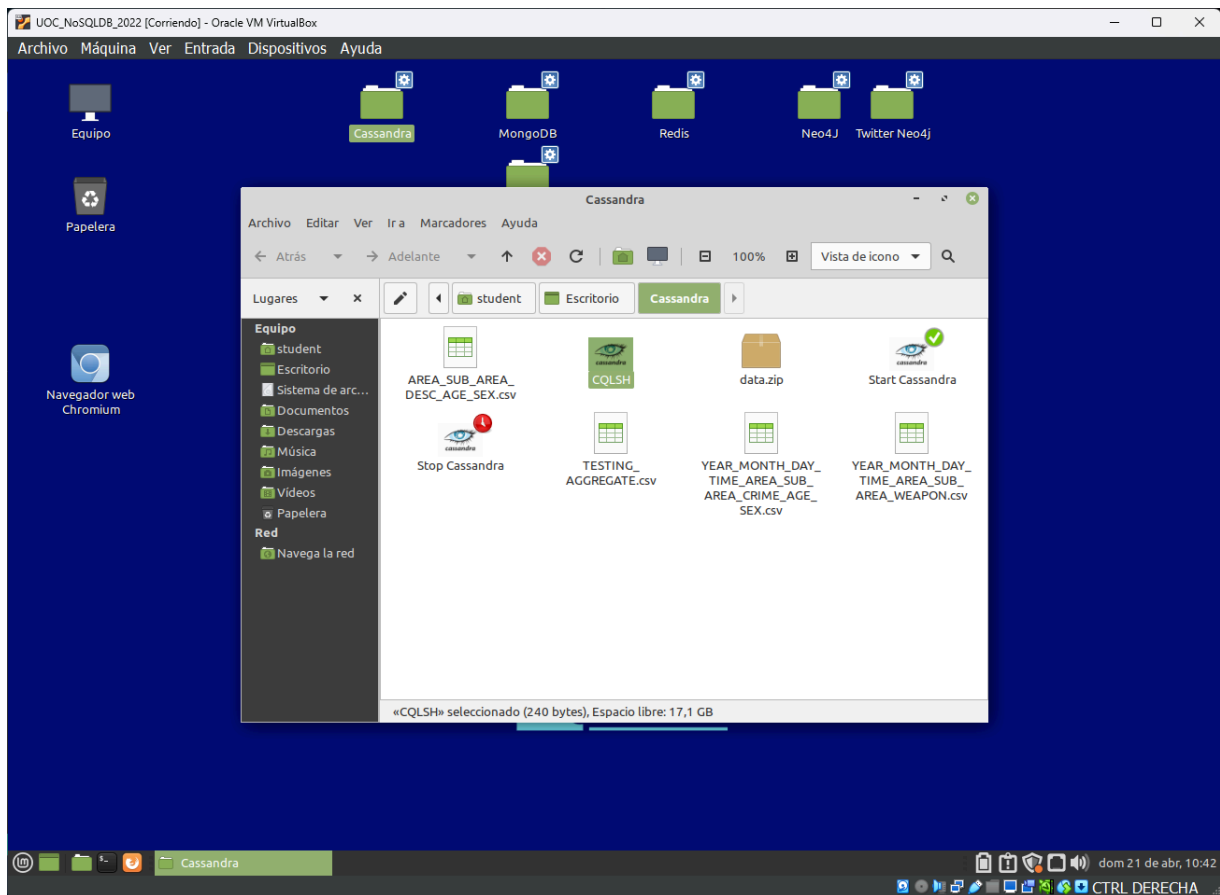 UOC_NoSQLDB_2022 [Corriendo] - Oracle VM VirtualBox
Archivo Máquina Ver Entrada Dispositivos Ayuda
Equipo
Cassandra
MongoDB
Redis
Neo4J
Twitter Neo4j
Papelera
Navegador web
Chromium
Cassandra
Archivo Editar Ver Ir a Marcadores Ayuda
Atrás Adelante 100% Vista de icono
Lugares student Escritorio Cassandra
Equipo
student
Escritorio
Sistema de arc...
Documentos
Descargas
Música
Imágenes
Vídeos
Papelera
Red
Navega la red
AREA_SUB_AREA_
DESC_AGE_SEX.csv
cassandra
CQLSH
data.zip
cassandra
Start Cassandra
cassandra
Stop Cassandra
TESTING_
AGGREGATE.csv
YEAR_MONTH_DAY_
TIME_AREA_SUB_
AREA_CRIME_AGE_
SEX.csv
YEAR_MONTH_DAY_
TIME_AREA_SUB_
AREA_WEAPON.csv
«CQLSH» seleccionado (240 bytes), Espacio libre: 17,1 GB
Cassandra
dom 21 de abr, 10:42
CTRL DERECHA